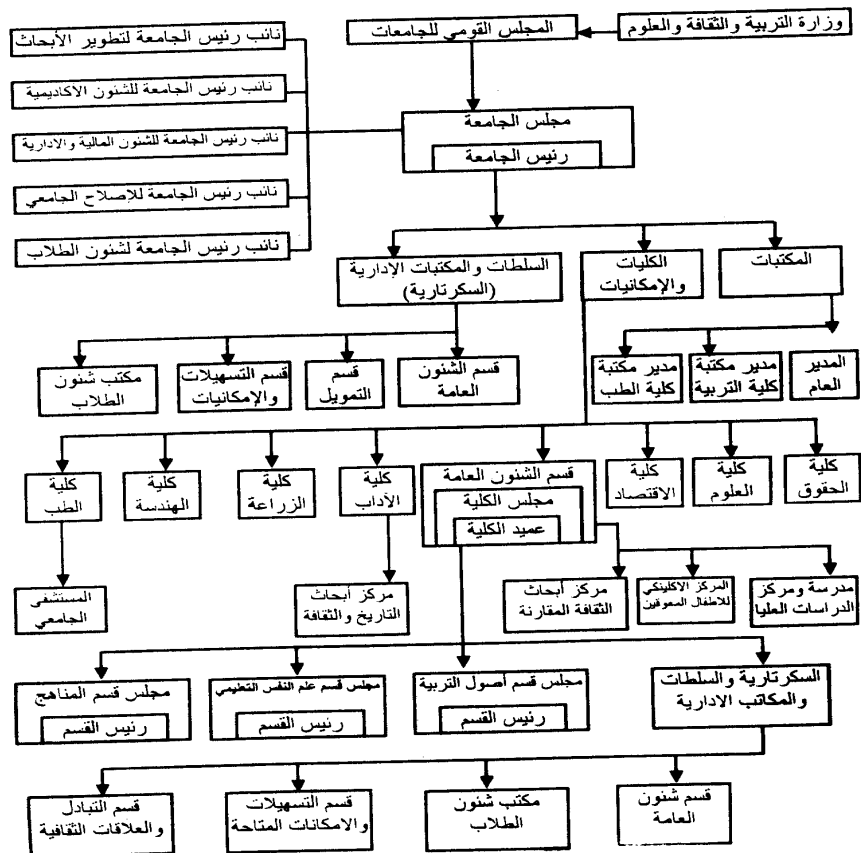 وزارة التربية والثقافة والعلوم
المجلس القومي للجامعات
نائب رئيس الجامعة لتطوير الأبحاث
نائب رئيس الجامعة للشئون الأكاديمية
نائب رئيس الجامعة للشئون المالية والادارية
نائب رئيس الجامعة للإصلاح الجامعي
نائب رئيس الجامعة لشئون الطلاب
مجلس الجامعة
رئيس الجامعة
المكتبات
الكليات
والإمكانيات
السلطات والمكتبات الإدارية
(السكرتارية)
المدير
العام
مدير مكتبة
كلية التربية
مدير مكتبة
كلية الطب
قسم الشئون
العامة
قسم
التمويل
قسم التسهيلات
والإمكانيات
مكتب شئون
الطلاب
كلية
الحقوق
كلية
العلوم
كلية
الاقتصاد
قسم الشئون العامة
مجلس الكلية
عميد الكلية
كلية
الآداب
كلية
الزراعة
كلية
الهندسة
كلية
الطب
مدرسة ومركز
الدراسات العليا
المركز الاكلينيكي
للاطفال المعوقين
مركز أبحاث
الثقافة المقارنة
مركز أبحاث
التاريخ والثقافة
المستشفى
الجامعي
السكرتارية والسلطات
والمكاتب الادارية
مجلس قسم أصول التربية
رئيس القسم
مجلس قسم علم النفس التعليمي
رئيس القسم
مجلس قسم المناهج
رئيس القسم
قسم شئون
العامة
مكتب شئون
الطلاب
قسم التسهيلات
والامكانات المتاحة
قسم التبادل
والعلاقات الثقافية